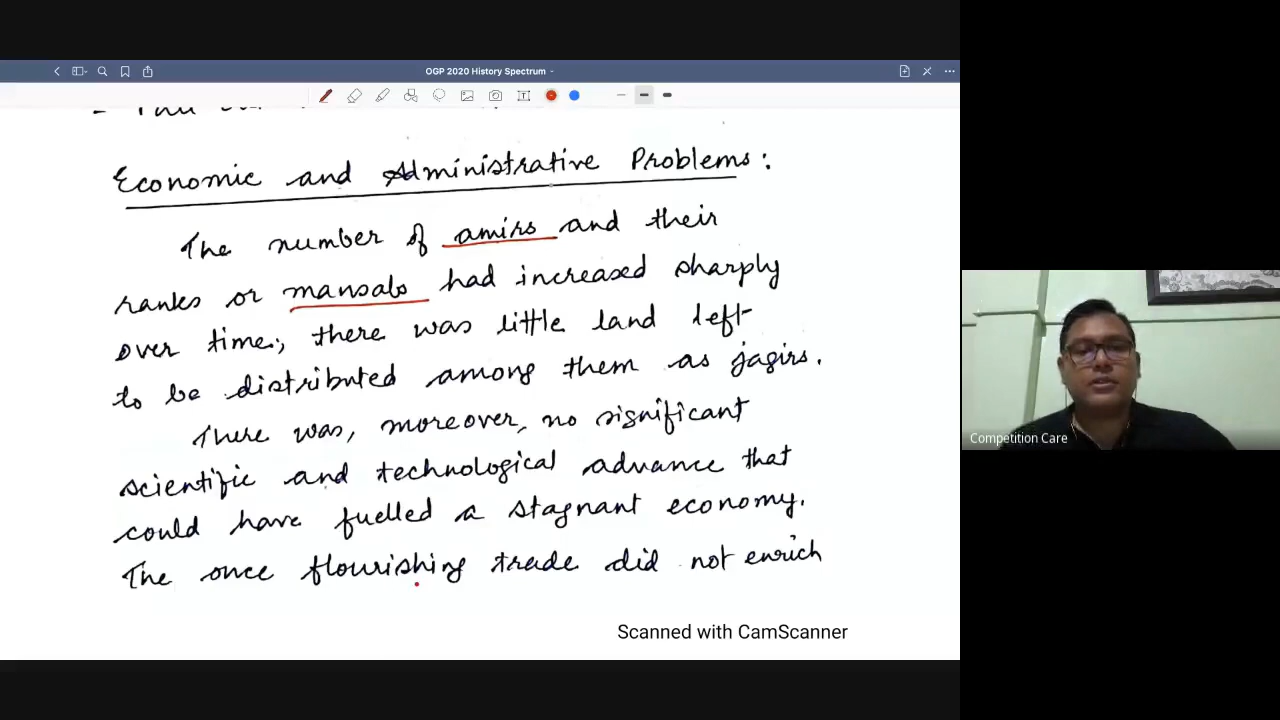 OGP 2020 History Spectrum
Economic and Administrative Problems:
The number of amirs and their
ranks or mansabs had increased sharply
over time; there was little land left
to be distributed among them as jagirs.
There was, moreover, no significant
scientific and technological advance that
could have fuelled a stagnant economy.
The once flourishing trade did not enrich
Scanned with CamScanner
Competition Care